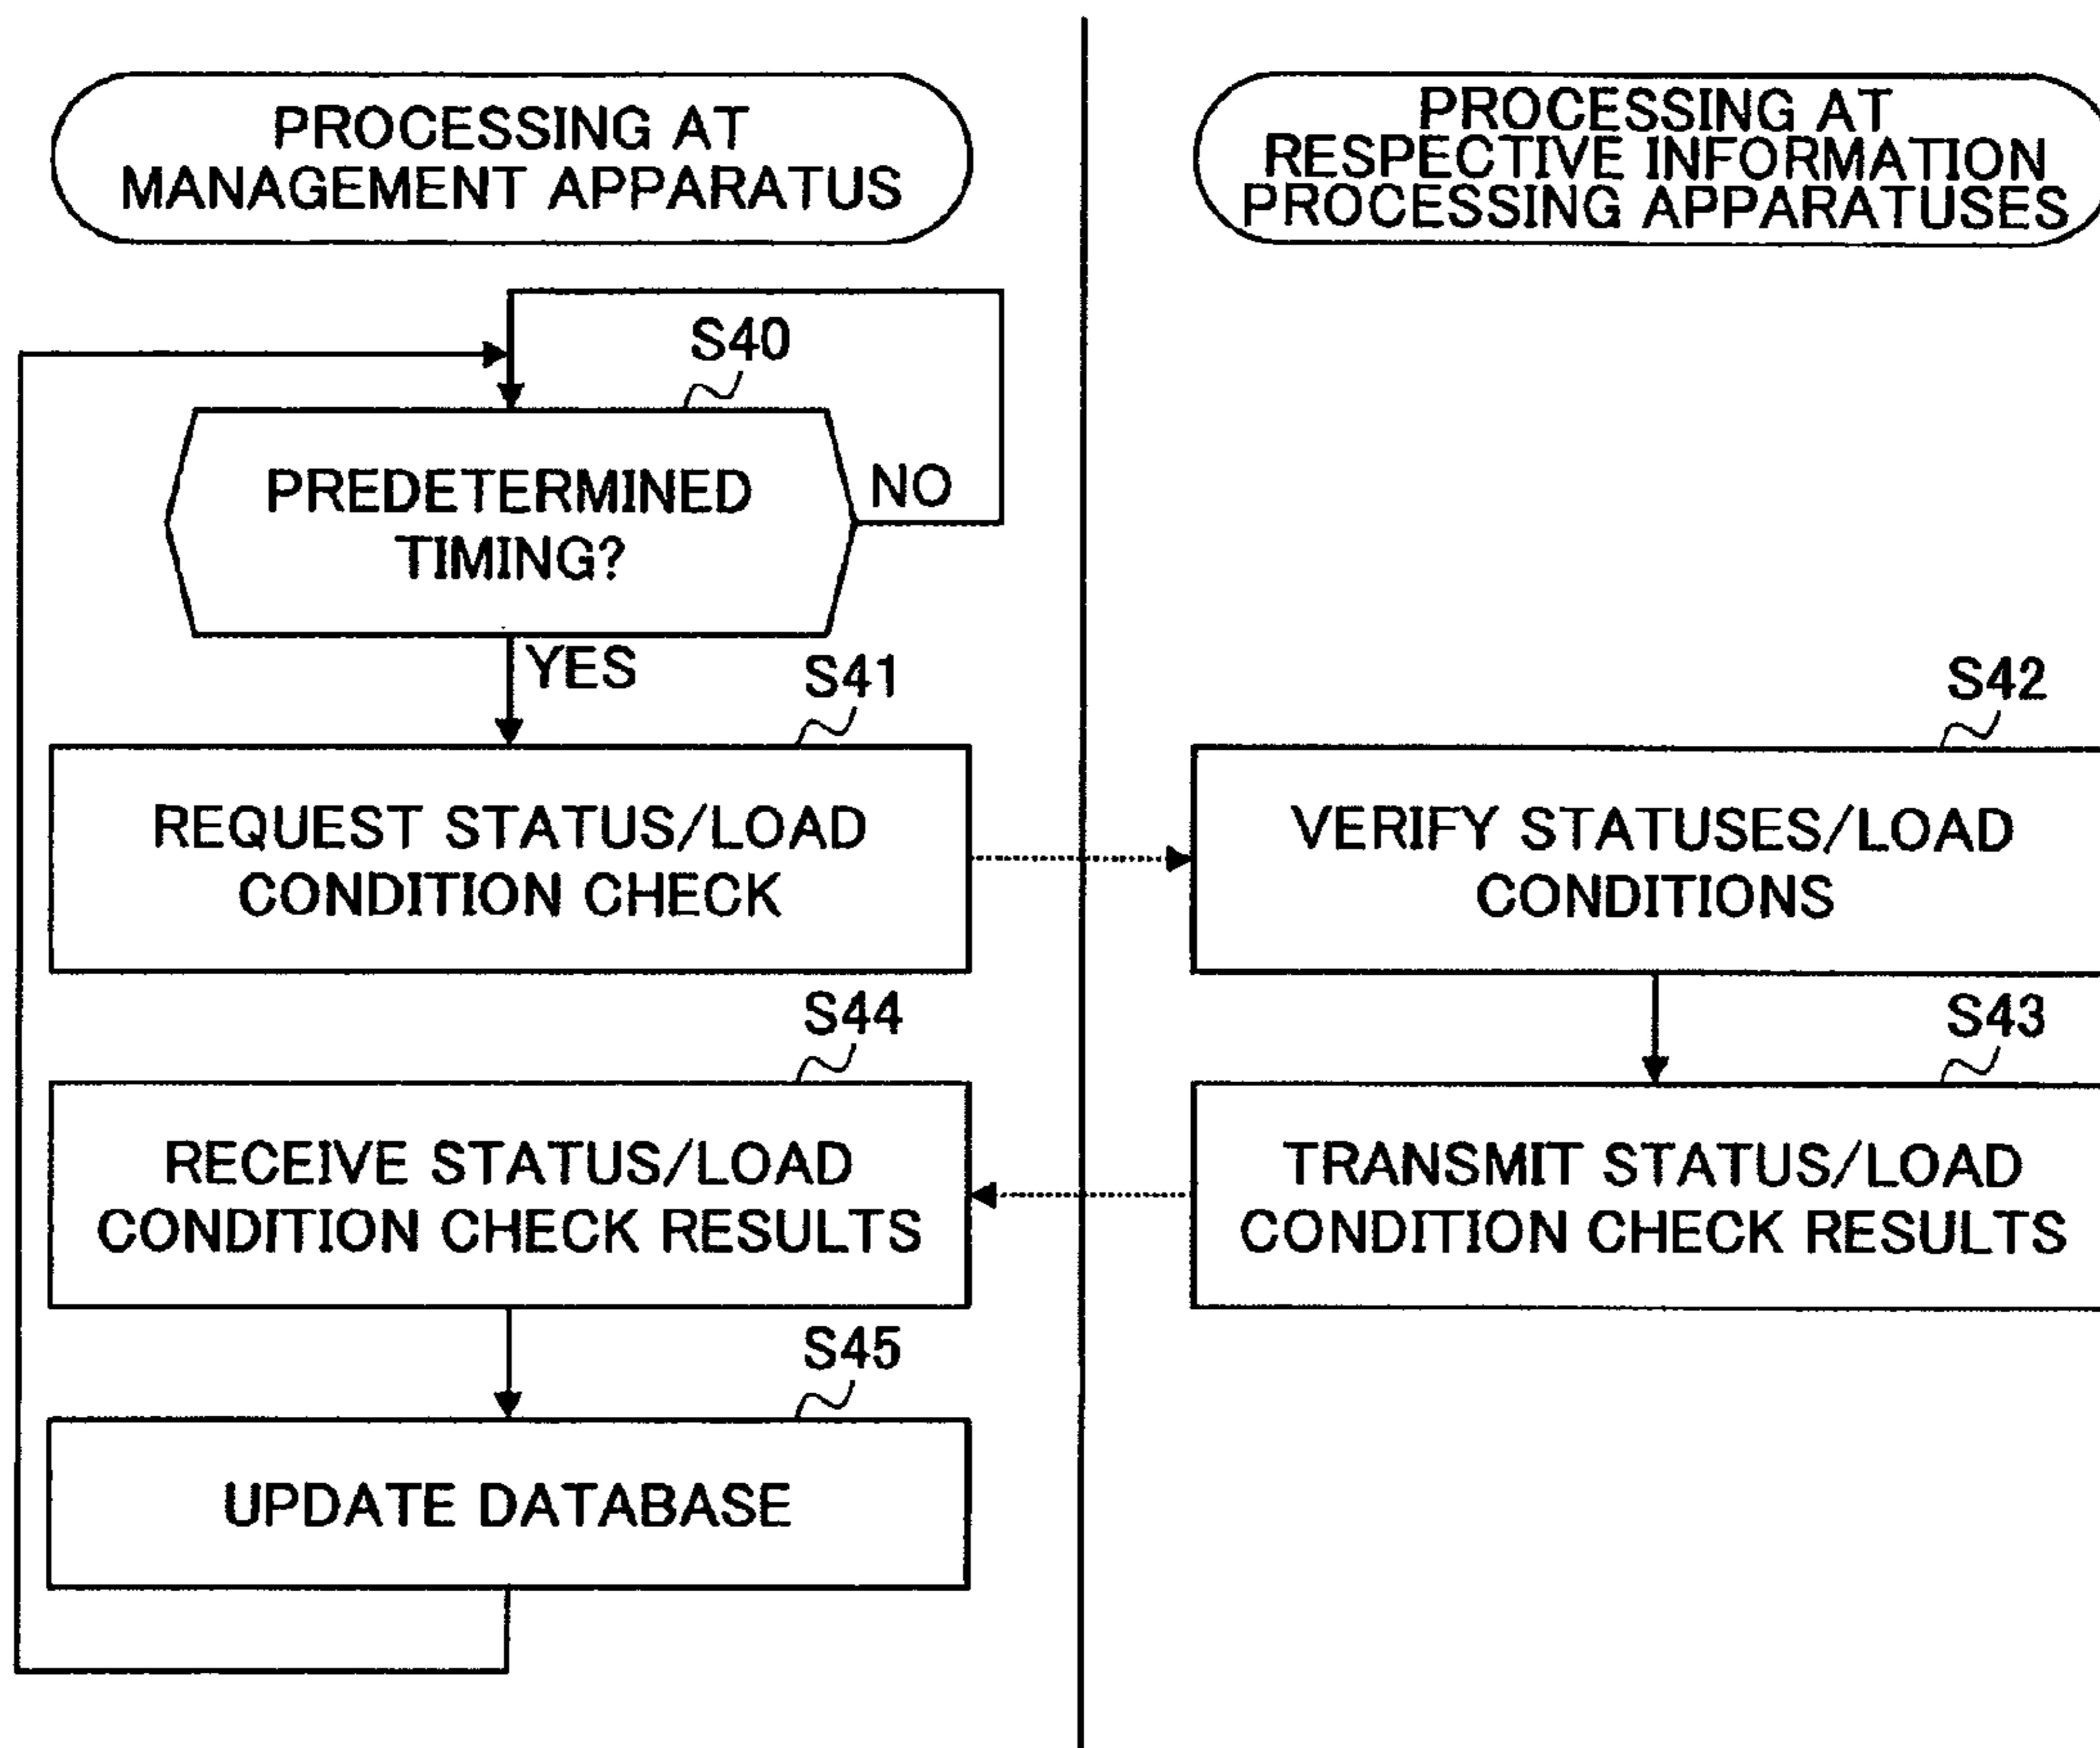 PROCESSING AT
MANAGEMENT APPARATUS
PROCESSING AT
RESPECTIVE INFORMATION
PROCESSING APPARATUSES
S40
PREDETERMINED
TIMING?
NO
YES
S41
REQUEST STATUS/LOAD
CONDITION CHECK
S42
VERIFY STATUSES/LOAD
CONDITIONS
S43
TRANSMIT STATUS/LOAD
CONDITION CHECK RESULTS
S44
RECEIVE STATUS/LOAD
CONDITION CHECK RESULTS
S45
UPDATE DATABASE